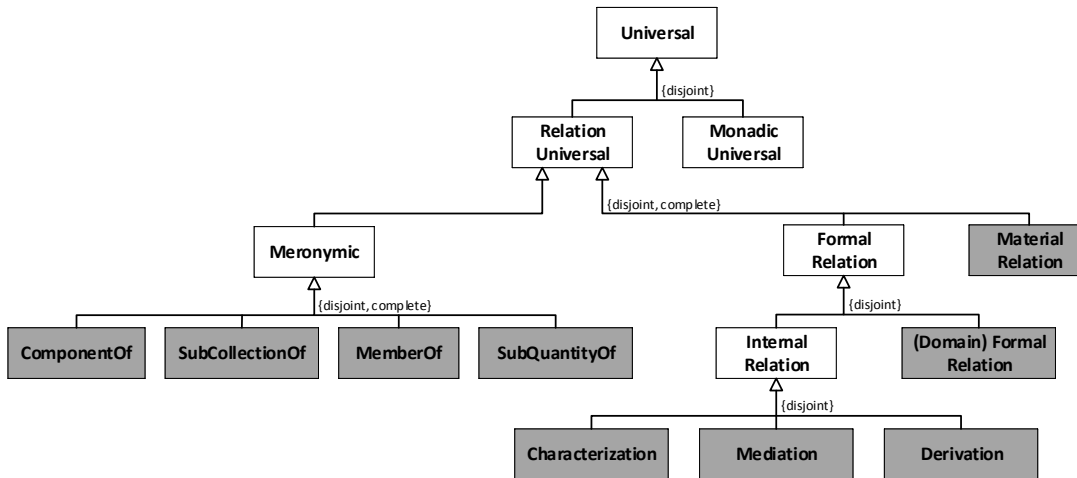 Universal
{disjoint}
Relation
Universal
Monadic
Universal
{disjoint, complete}
Meronymic
Formal
Relation
Material
Relation
{disjoint, complete}
{disjoint}
ComponentOf
SubCollectionOf
MemberOf
SubQuantityOf
Internal
Relation
(Domain) Formal
Relation
{disjoint}
Characterization
Mediation
Derivation